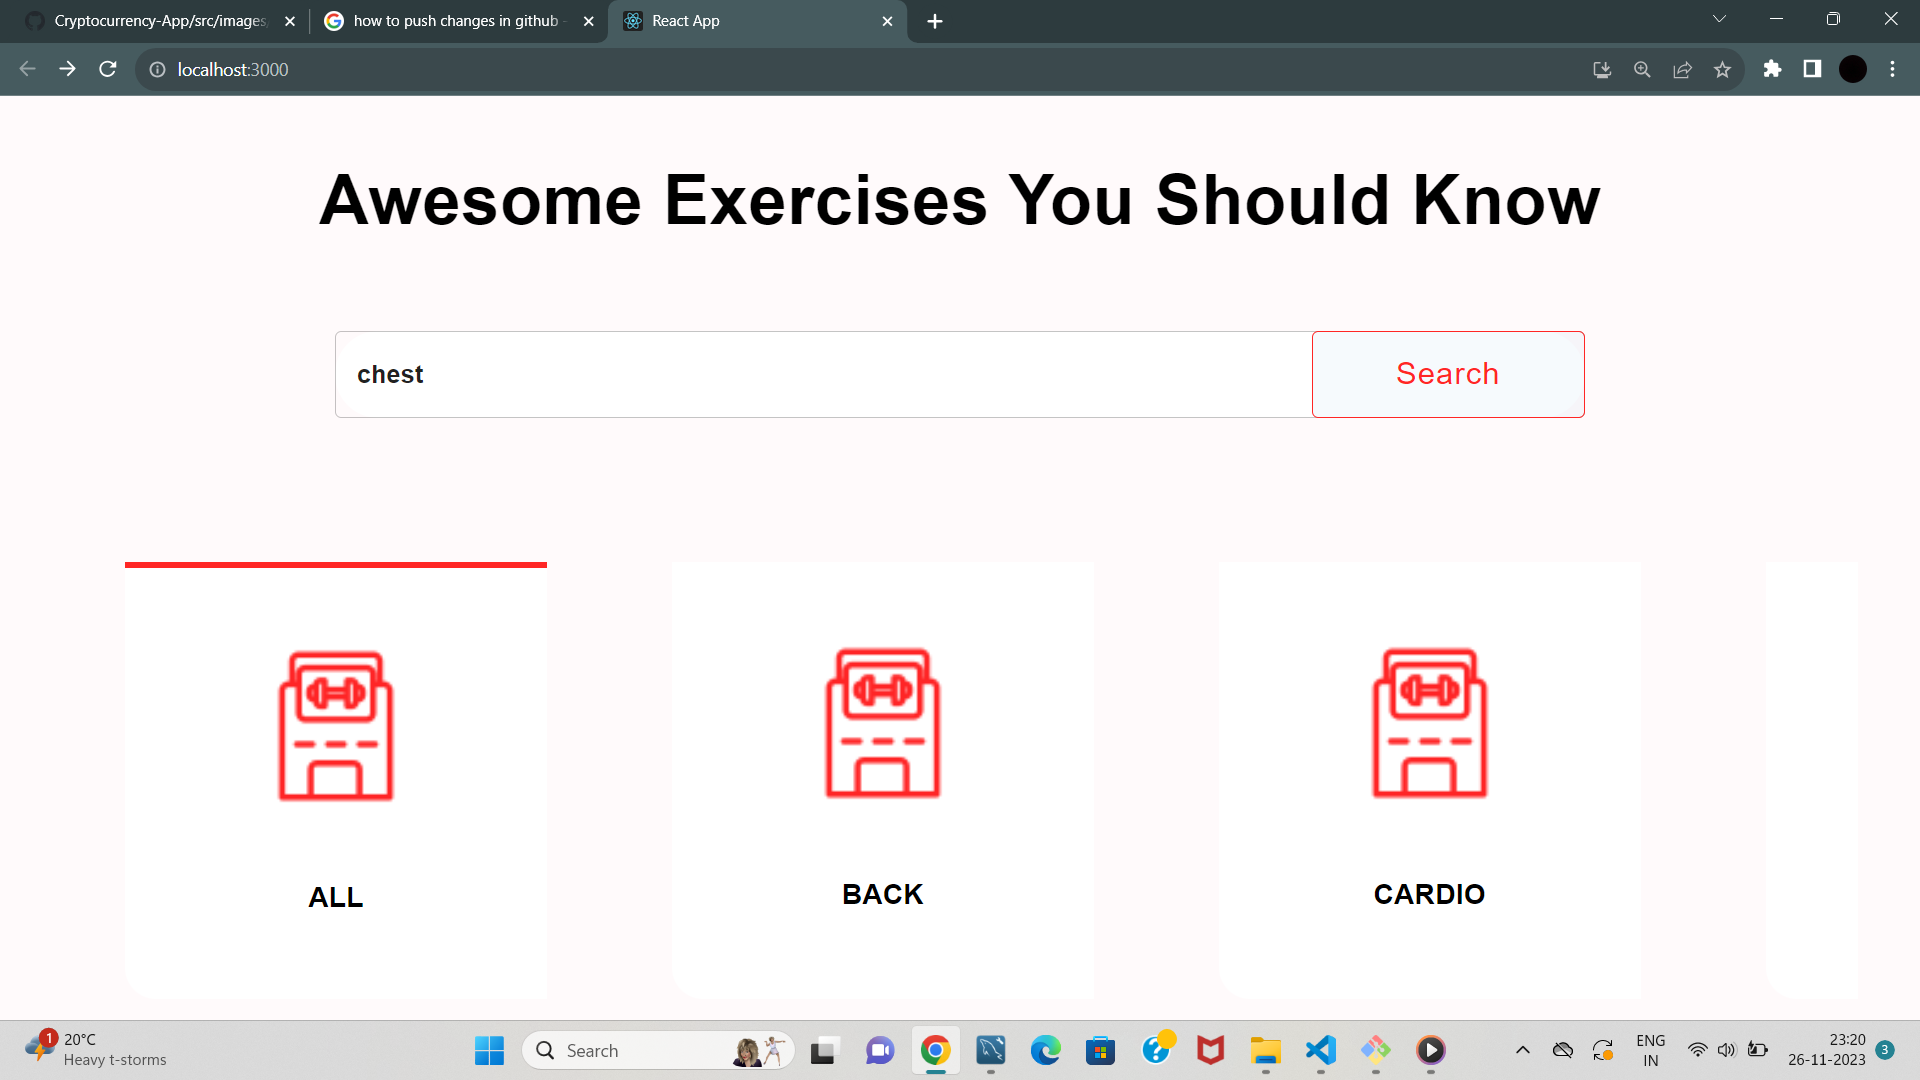 Cryptocurrency-App/src/images,
how to push changes in github -
React App
localhost:3000
Awesome Exercises You Should Know
chest
Search
ALL
BACK
CARDIO
1
20°C
Heavy t-storms
Search
ENG
IN
23:20
26-11-2023
3